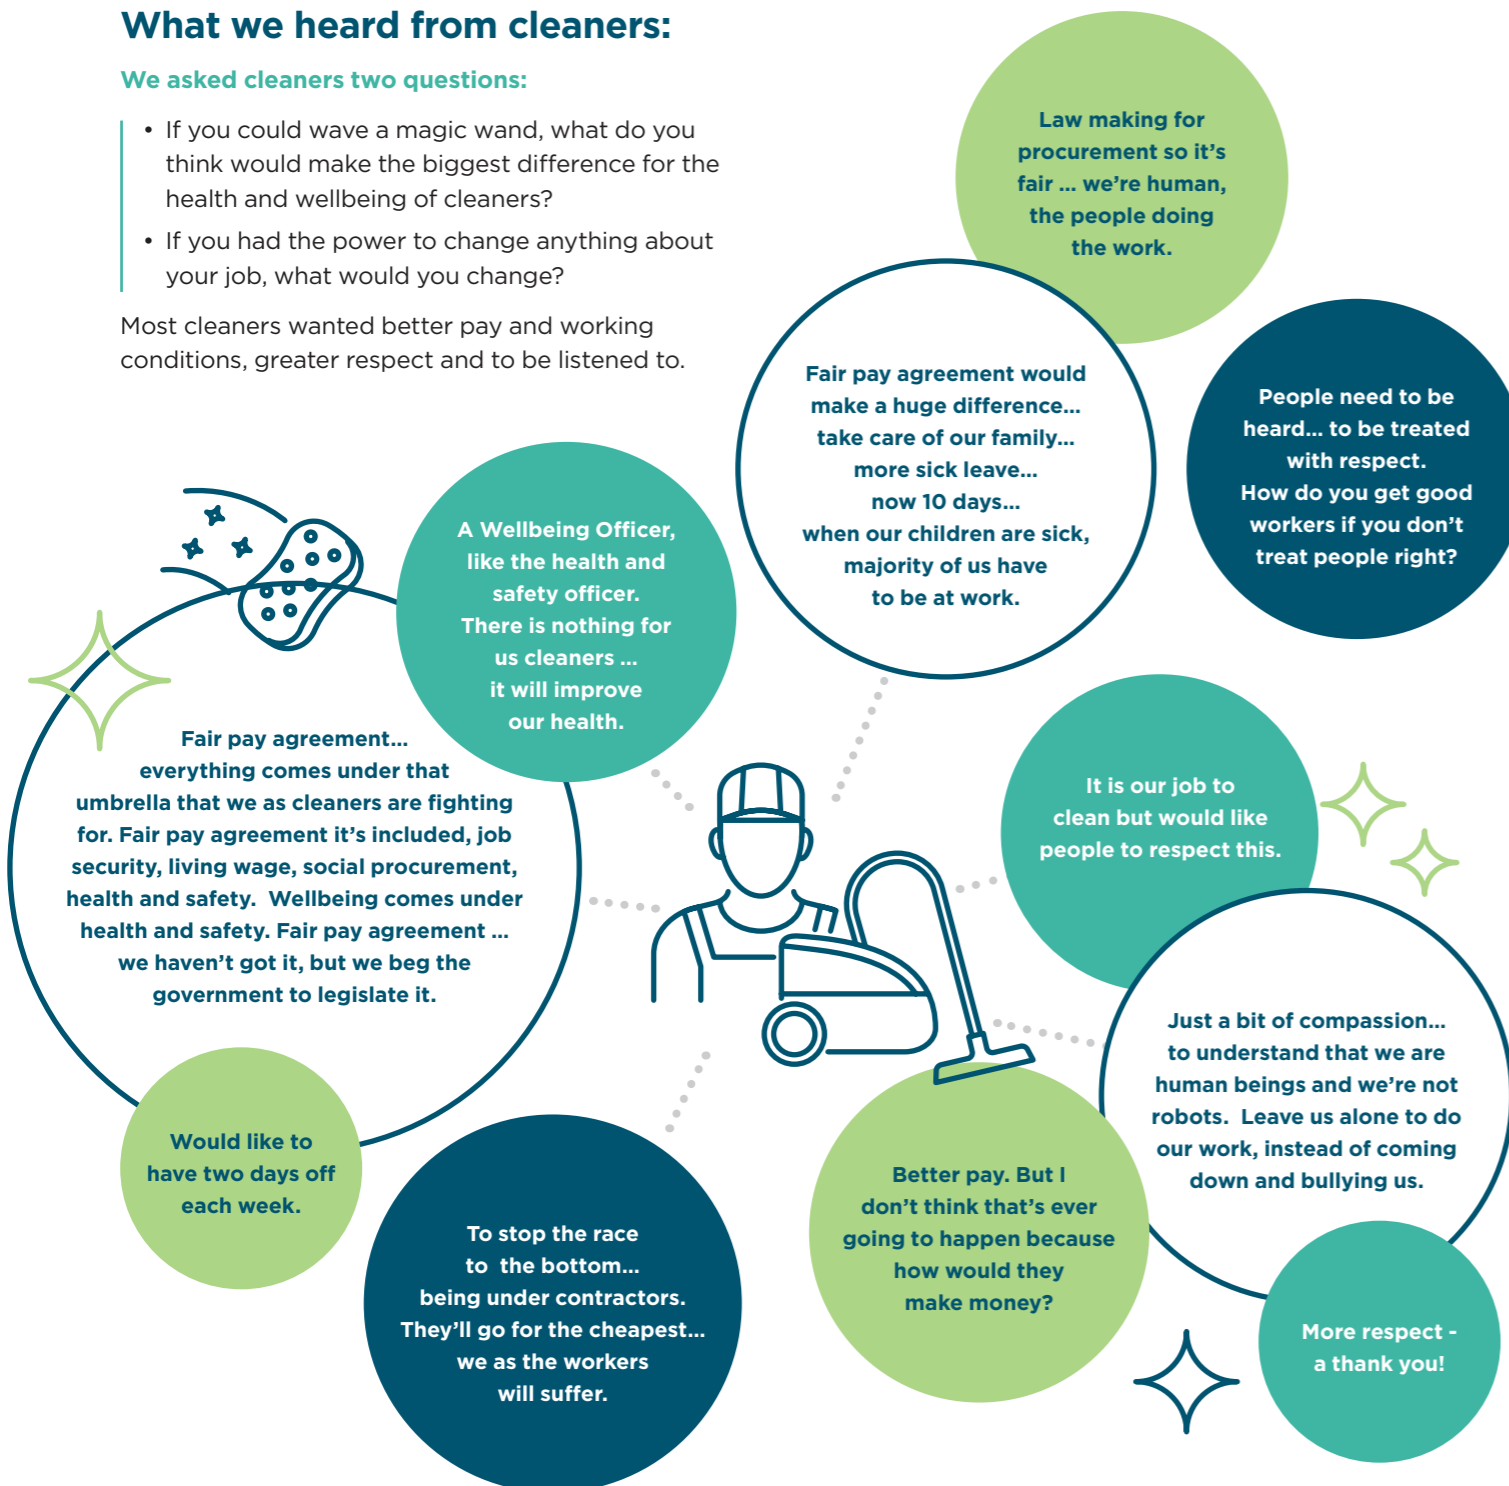 What we heard from cleaners:
We asked cleaners two questions:
• If you could wave a magic wand, what do you
think would make the biggest difference for the
health and wellbeing of cleaners?
• If you had the power to change anything about
your job, what would you change?
Most cleaners wanted better pay and working
conditions, greater respect and to be listened to.
Law making for
procurement so it's
fair ... we're human,
the people doing
the work.
Fair pay agreement would
make a huge difference...
take care of our family...
more sick leave...
now 10 days...
when our children are sick,
majority of us have
to be at work.
People need to be
heard... to be treated
with respect.
How do you get good
workers if you don't
treat people right?
A Wellbeing Officer,
like the health and
safety officer.
There is nothing for
us cleaners ...
it will improve
our health.
Fair pay agreement...
everything comes under that
umbrella that we as cleaners are fighting
for. Fair pay agreement it's included, job
security, living wage, social procurement,
health and safety.  Wellbeing comes under
health and safety. Fair pay agreement ...
we haven't got it, but we beg the
government to legislate it.
It is our job to
clean but would like
people to respect this.
Just a bit of compassion...
to understand that we are
human beings and we're not
robots.  Leave us alone to do
our work, instead of coming
down and bullying us.
Would like to
have two days off
each week.
To stop the race
to  the bottom...
being under contractors.
They'll go for the cheapest...
we as the workers
will suffer.
Better pay. But I
don't think that's ever
going to happen because
how would they
make money?
More respect -
a thank you!